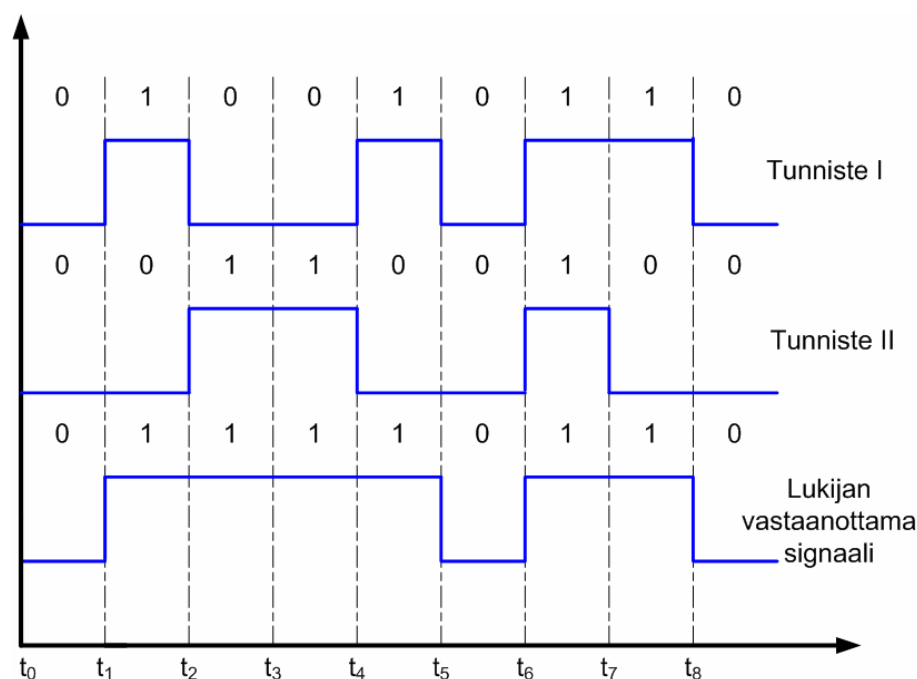 0 1 0 0 1 0 1 1 0
Tunniste I
0 0 1 1 0 0 1 0 0
Tunniste II
0 1 1 1 1 0 1 1 0
Lukijan
vastaanottama
signaali
t0 t1 t2 t3 t4 t5 t6 t7 t8